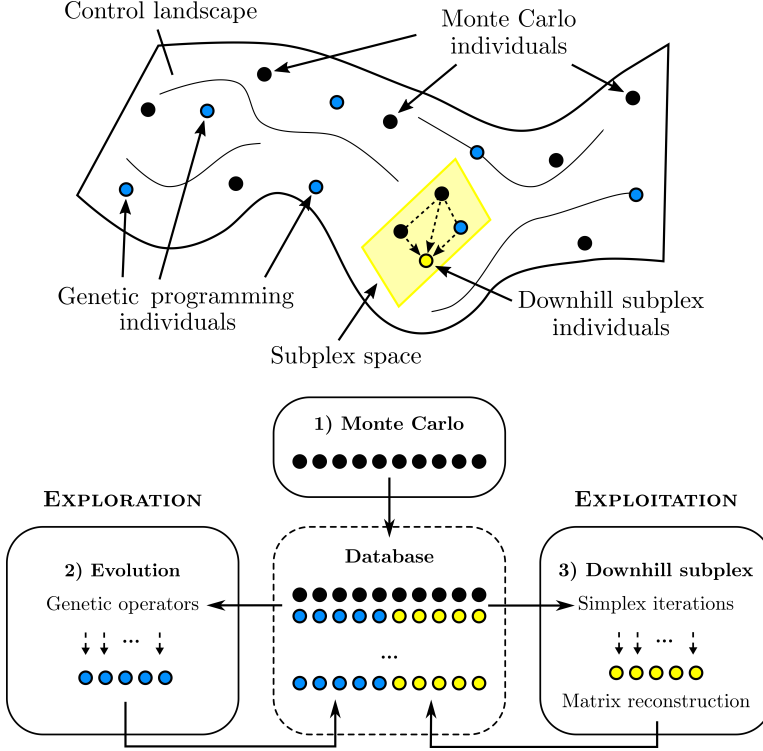 Control landscape
Monte Carlo
individuals
Genetic programming
individuals
Downhill subplex
individuals
Subplex space
1) Monte Carlo
EXPLORATION
EXPLOITATION
Database
2) Evolution
Genetic operators
...
...
3) Downhill subplex
Simplex iterations
...
Matrix reconstruction